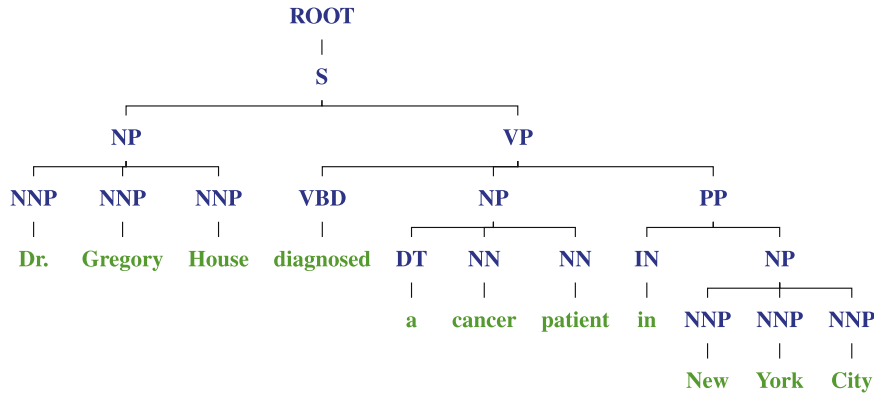 ROOT
S
NP VP
NNP NNP NNP VBD NP PP
Dr. Gregory House diagnosed DT NN NN IN NP
a cancer patient in NNP NNP NNP
New York City